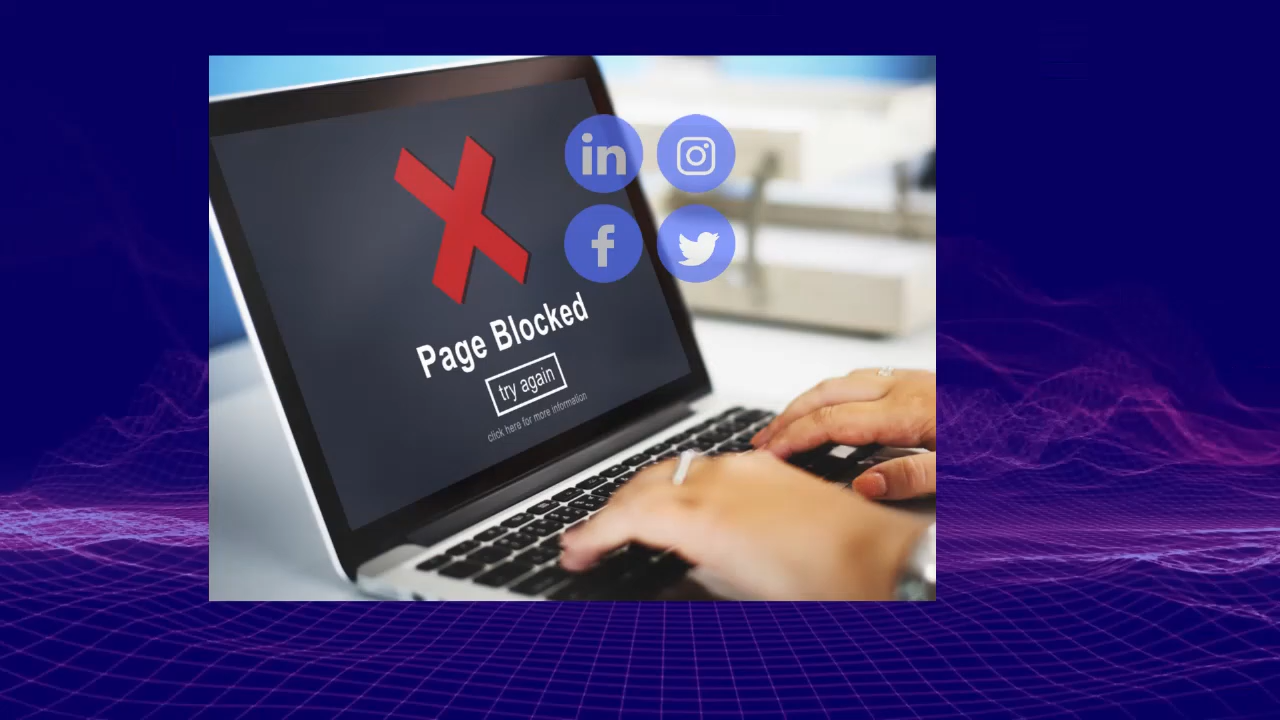 in
f
Page Blocked
try again
click here for more information